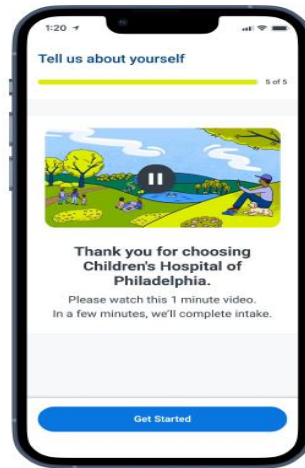 1:20
Tell us about yourself
5 of 5
Thank you for choosing
Children's Hospital of
Philadelphia.
Please watch this 1 minute video.
In a few minutes, we'll complete intake.
Get Started